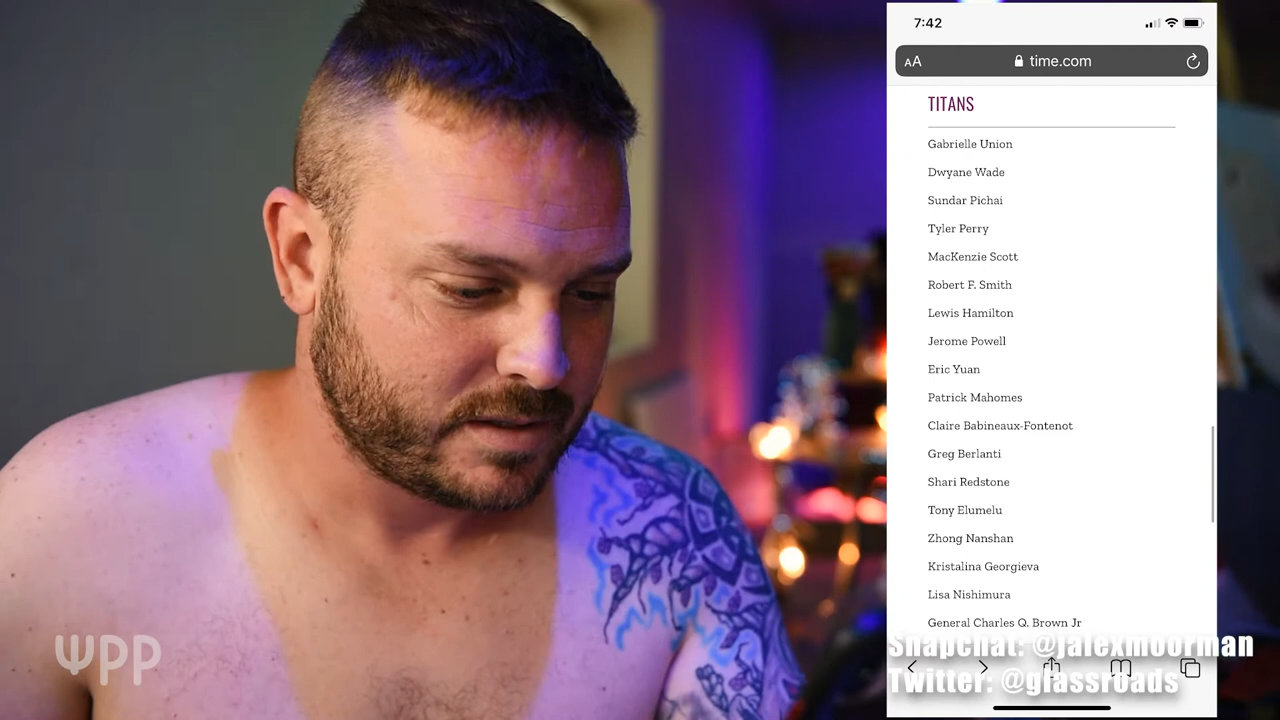 7:42
AA
time.com
TITANS
Gabrielle Union
Dwyane Wade
Sundar Pichai
Tyler Perry
MacKenzie Scott
Robert F. Smith
Lewis Hamilton
Jerome Powell
Eric Yuan
Patrick Mahomes
Claire Babineaux-Fontenot
Greg Berlanti
Shari Redstone
Tony Elumelu
Zhong Nanshan
Kristalina Georgieva
Lisa Nishimura
General Charles Q. Brown Jr
Snapchat: @jalexmoorman
Twitter: @glassroads
ψpp